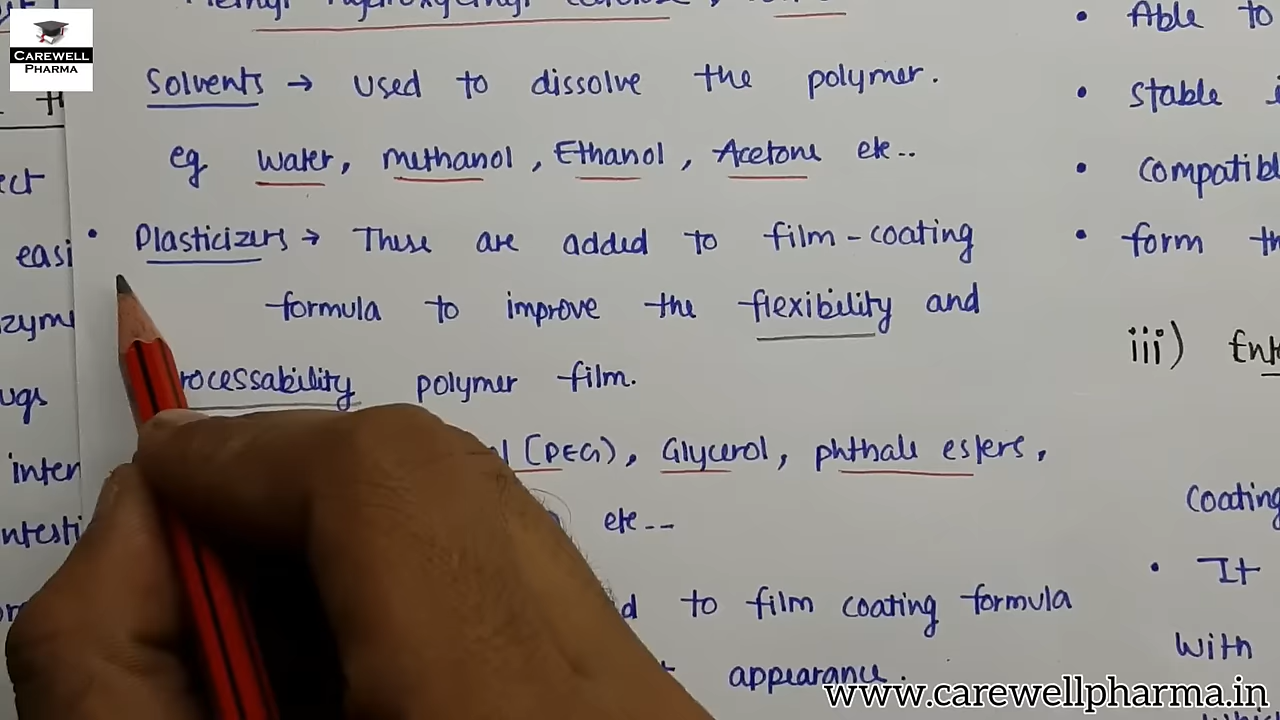 CAREWELL
PHARMA
Solvents → used to dissolve the polymer.
eg Water, methanol, Ethanol, Acetone etc..
• Plasticizers → These are added to film-coating
formula to improve the flexibility and
rocessability polymer film.
(PEG), Glycerol, phthale esters,
etc--
to film coating formula
appearance.
ect
easi
zyme
ugs
inter
ntesti
• Able to
• Stable
• Compatibl
• form th
iii) Ent
Coating
• It
with
www.carewellpharma.in